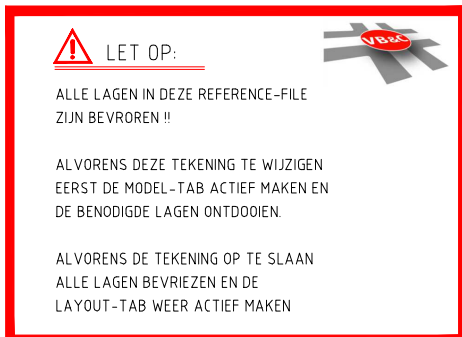 LET OP:
VB&C
ALLE LAGEN IN DEZE REFERENCE-FILE
ZIJN BEVROREN !!
ALVORENS DEZE TEKENING TE WIJZIGEN
EERST DE MODEL-TAB ACTIEF MAKEN EN
DE BENODIGDE LAGEN ONTDOOIEN.
ALVORENS DE TEKENING OP TE SLAAN
ALLE LAGEN BEVRIEZEN EN DE
LAYOUT-TAB WEER ACTIEF MAKEN